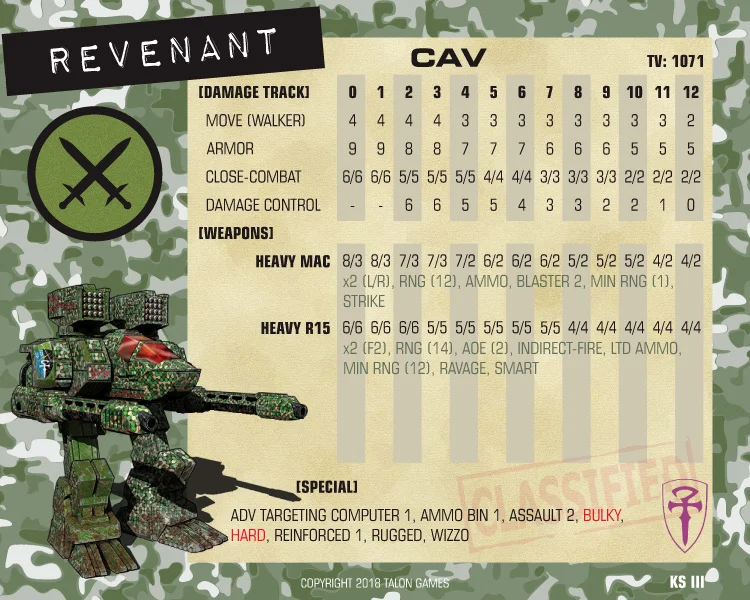 REVENANT
CAV
TV: 1071
[DAMAGE TRACK] 0 1 2 3 4 5 6 7 8 9 10 11 12
MOVE (WALKER) 4 4 4 4 3 3 3 3 3 3 3 3 2
ARMOR 9 9 8 8 7 7 7 6 6 6 5 5 5
CLOSE-COMBAT 6/6 6/6 5/5 5/5 5/5 4/4 4/4 3/3 3/3 3/3 2/2 2/2 2/2
DAMAGE CONTROL - - 6 6 5 5 4 3 3 2 2 1 0
[WEAPONS]
HEAVY MAC 8/3 8/3 7/3 7/3 7/2 6/2 6/2 6/2 5/2 5/2 5/2 4/2 4/2
x2 (L/R), RNG (12), AMMO, BLASTER 2, MIN RNG (1),
STRIKE
HEAVY R15 6/6 6/6 6/6 5/5 5/5 5/5 5/5 5/5 4/4 4/4 4/4 4/4 4/4
x2 (F2), RNG (14), AOE (2), INDIRECT-FIRE, LTD AMMO,
MIN RNG (12), RAVAGE, SMART
CLASSIFIED
[SPECIAL]
ADV TARGETING COMPUTER 1, AMMO BIN 1, ASSAULT 2, BULKY,
HARD, REINFORCED 1, RUGGED, WIZZO
COPYRIGHT 2018 TALON GAMES
KS III